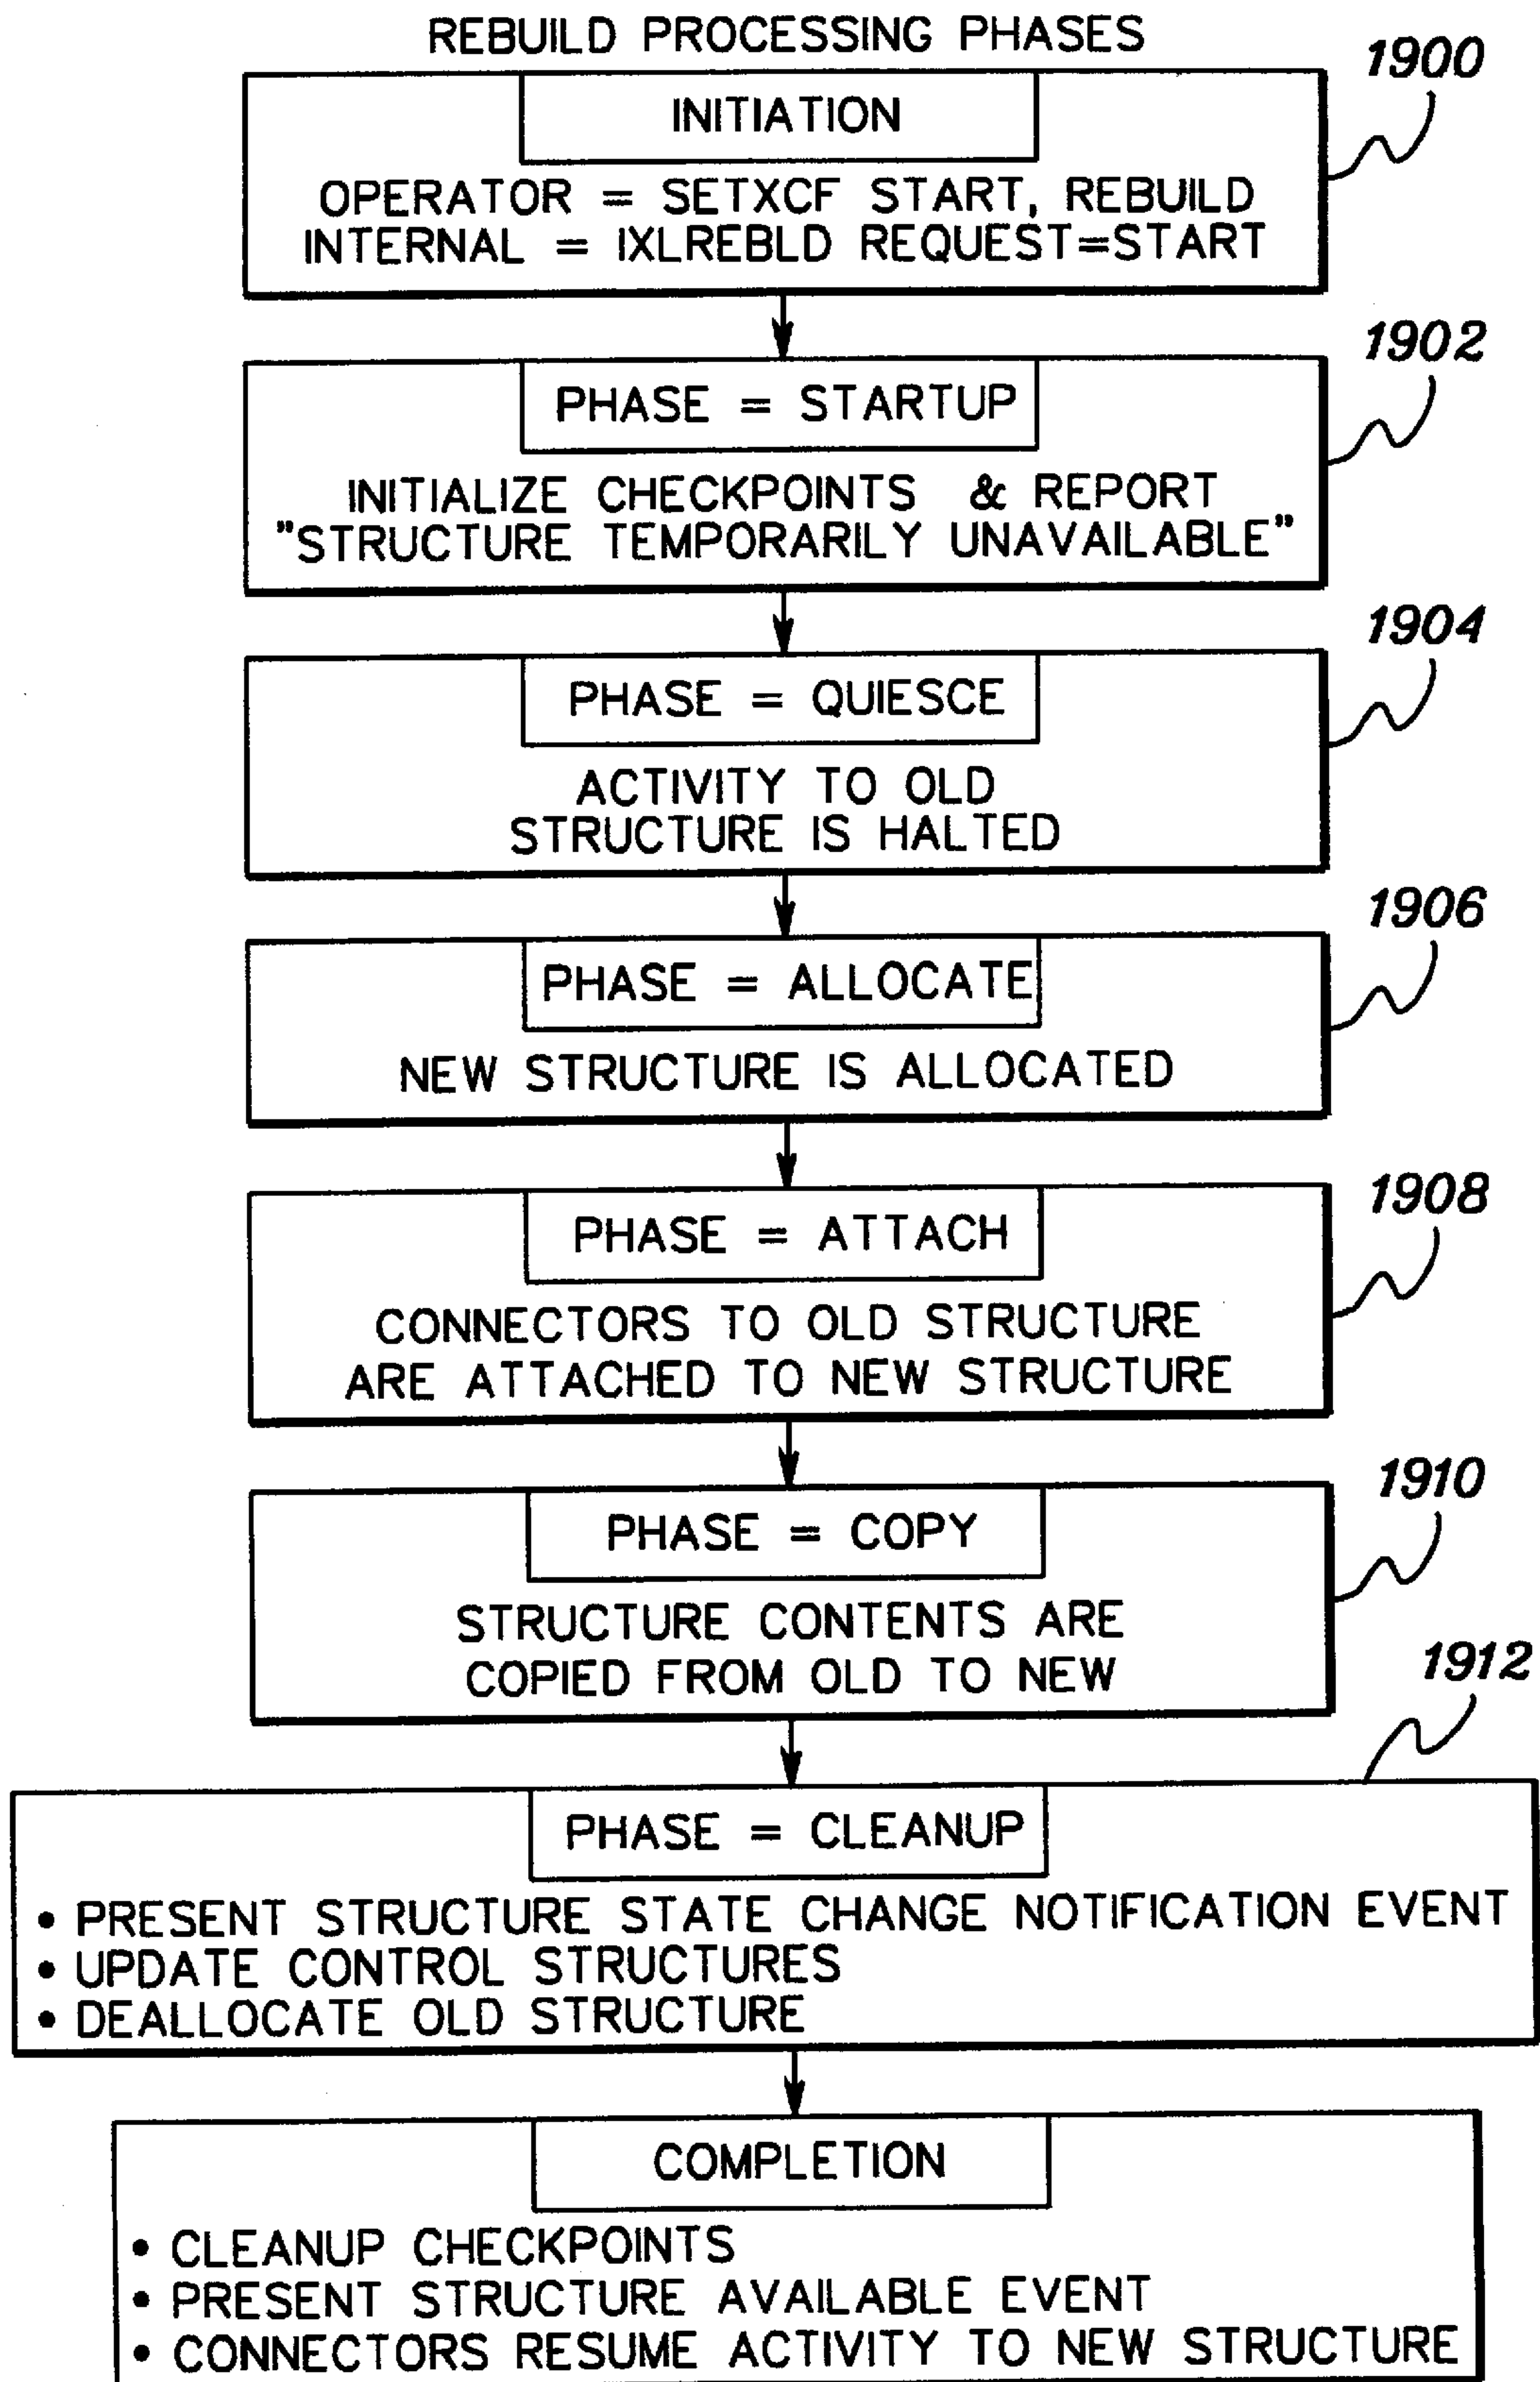 REBUILD PROCESSING PHASES
1900
INITIATION
OPERATOR = SETXCF START, REBUILD
INTERNAL = IXLREBLD REQUEST=START
1902
PHASE = STARTUP
INITIALIZE CHECKPOINTS & REPORT
"STRUCTURE TEMPORARILY UNAVAILABLE"
1904
PHASE = QUIESCE
ACTIVITY TO OLD
STRUCTURE IS HALTED
1906
PHASE = ALLOCATE
NEW STRUCTURE IS ALLOCATED
1908
PHASE = ATTACH
CONNECTORS TO OLD STRUCTURE
ARE ATTACHED TO NEW STRUCTURE
1910
PHASE = COPY
STRUCTURE CONTENTS ARE
COPIED FROM OLD TO NEW
1912
PHASE = CLEANUP
• PRESENT STRUCTURE STATE CHANGE NOTIFICATION EVENT
• UPDATE CONTROL STRUCTURES
• DEALLOCATE OLD STRUCTURE
COMPLETION
• CLEANUP CHECKPOINTS
• PRESENT STRUCTURE AVAILABLE EVENT
• CONNECTORS RESUME ACTIVITY TO NEW STRUCTURE